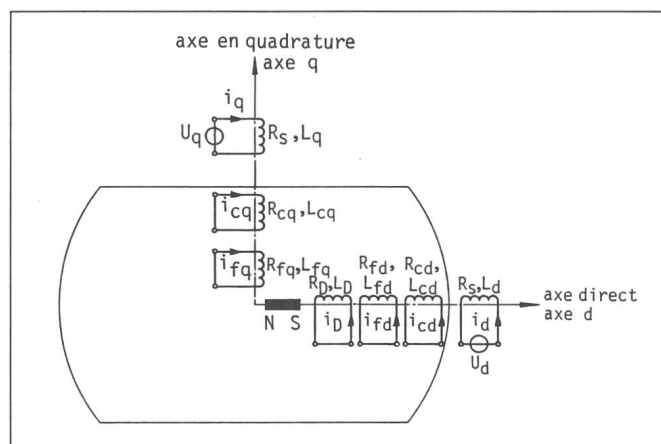 axe en quadrature
axe q
i_q
U_q
R_s, L_q
i_cq
R_cq, L_cq
i_fq
R_fq, L_fq
R_D, L_D
R_fd,
L_fd
R_cd,
L_cd
R_s, L_d
N S
i_D
i_fd
i_cd
i_d
U_d
axe direct
axe d